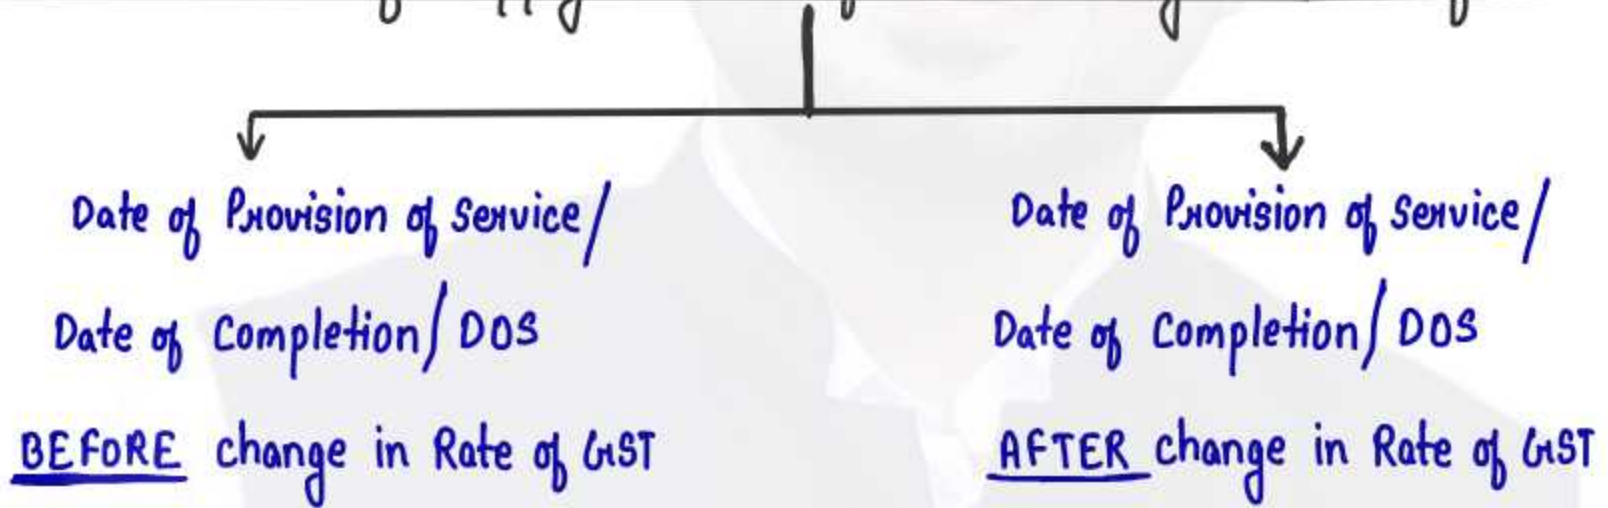 Date of Provision of Service/
Date of Completion/DOS
BEFORE change in Rate of GST
Date of Provision of Service/
Date of Completion/DOS
AFTER change in Rate of GST